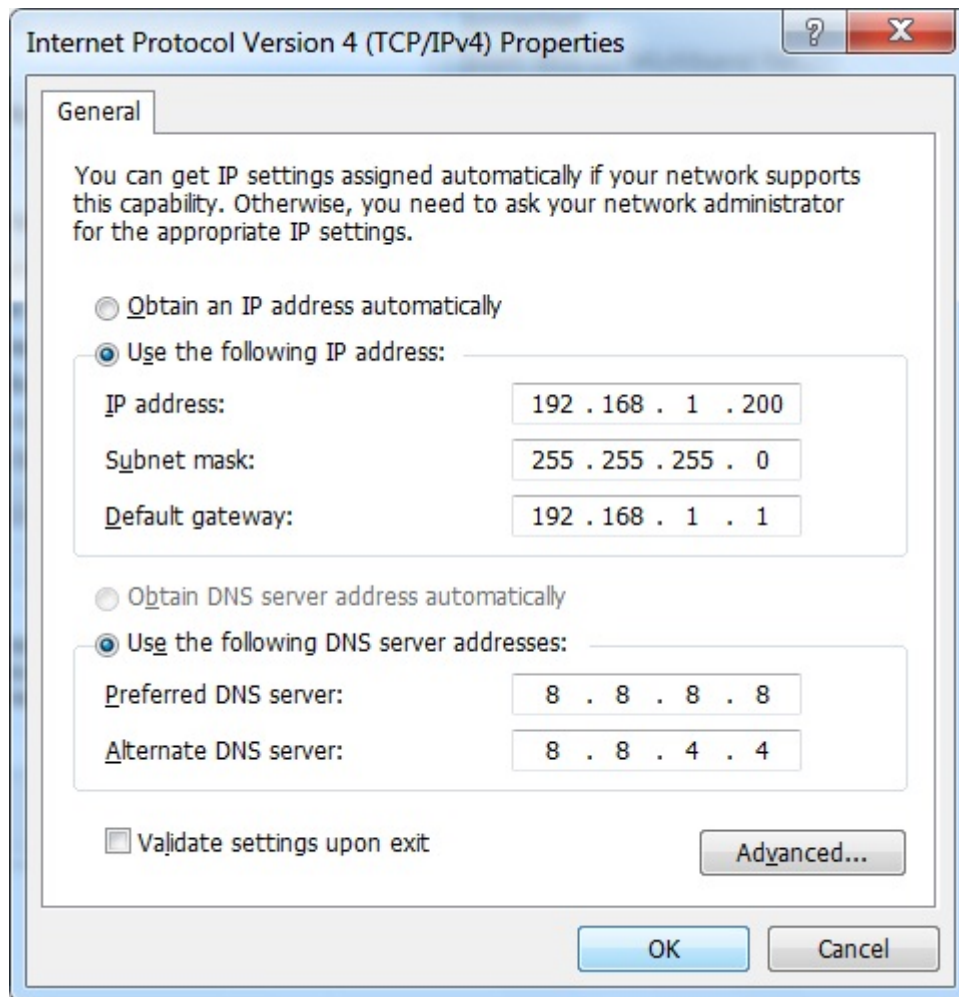 Internet Protocol Version 4 (TCP/IPv4) Properties
General
You can get IP settings assigned automatically if your network supports
this capability. Otherwise, you need to ask your network administrator
for the appropriate IP settings.
Obtain an IP address automatically
Use the following IP address:
IP address: 192 . 168 . 1 . 200
Subnet mask: 255 . 255 . 255 . 0
Default gateway: 192 . 168 . 1 . 1
Obtain DNS server address automatically
Use the following DNS server addresses:
Preferred DNS server: 8 . 8 . 8 . 8
Alternate DNS server: 8 . 8 . 4 . 4
Validate settings upon exit
Advanced...
OK Cancel